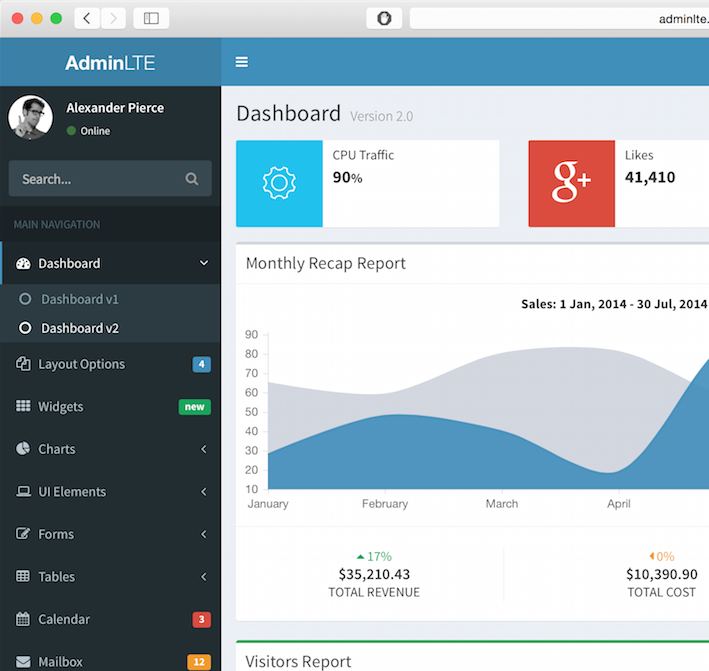 adminlte.
AdminLTE
Alexander Pierce
Online
Search...
MAIN NAVIGATION
Dashboard
Dashboard v1
Dashboard v2
Layout Options 4
Widgets new
Charts
UI Elements
Forms
Tables
Calendar 3
Mailbox 12
Dashboard Version 2.0
CPU Traffic
90%
g+
Likes
41,410
Monthly Recap Report
Sales: 1 Jan, 2014 - 30 Jul, 2014
90
80
70
60
50
40
30
20
10
January February March April
17%
$35,210.43
TOTAL REVENUE
0%
$10,390.90
TOTAL COST
Visitors Report